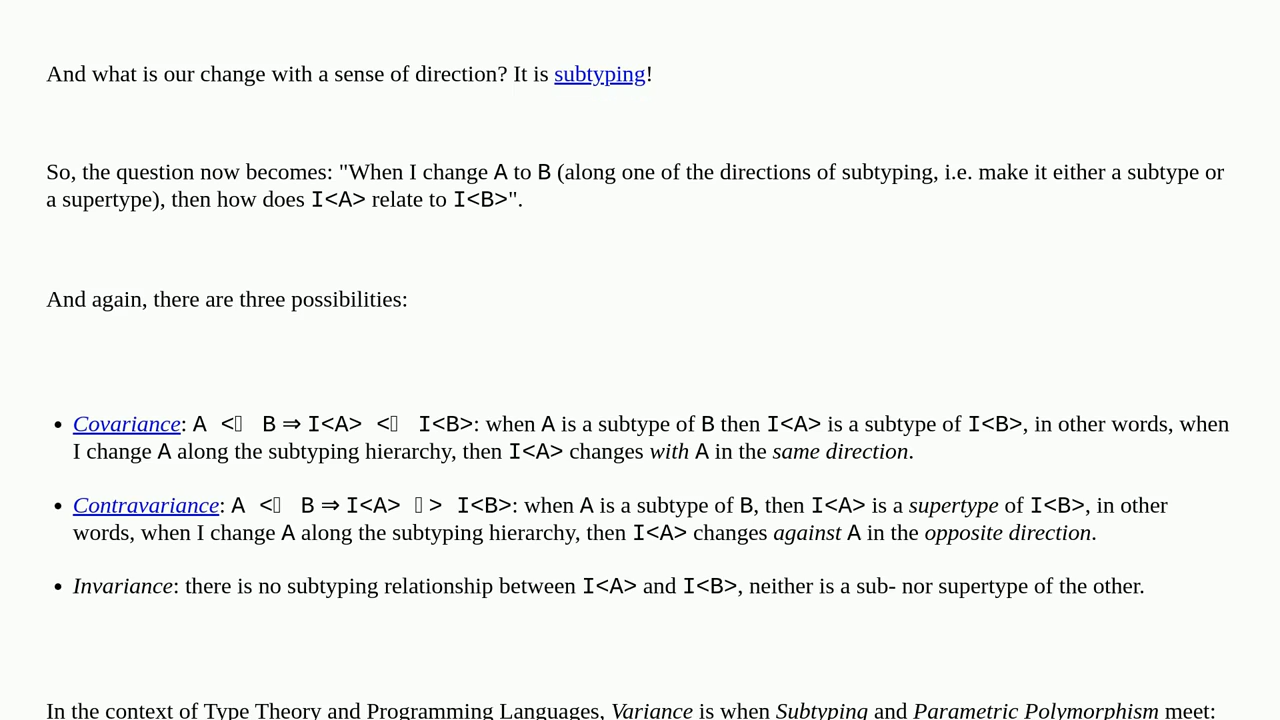 And what is our change with a sense of direction? It is subtyping!
So, the question now becomes: "When I change A to B (along one of the directions of subtyping, i.e. make it either a subtype or
a supertype), then how does I<A> relate to I<B>".
And again, there are three possibilities:
• Covariance: A <▯ B ⇒ I<A> <▯ I<B>: when A is a subtype of B then I<A> is a subtype of I<B>, in other words, when
I change A along the subtyping hierarchy, then I<A> changes with A in the same direction.
• Contravariance: A <▯ B ⇒ I<A> ▯> I<B>: when A is a subtype of B, then I<A> is a supertype of I<B>, in other
words, when I change A along the subtyping hierarchy, then I<A> changes against A in the opposite direction.
• Invariance: there is no subtyping relationship between I<A> and I<B>, neither is a sub- nor supertype of the other.
In the context of Type Theory and Programming Languages, Variance is when Subtyping and Parametric Polymorphism meet: